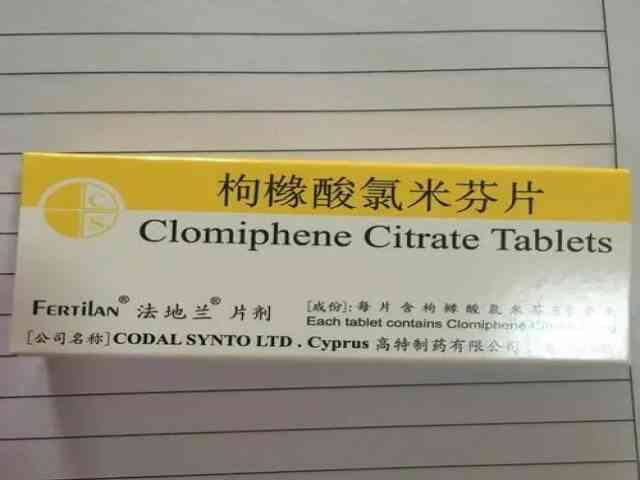 C
S
枸橼酸氯米芬片
Clomiphene Citrate Tablets
FERTILAN® 法地兰® 片剂
[成份]: 每片含枸橼酸氯米芬
Each tablet contains Clomiphene
[公司名称] CODAL SYNTO LTD. Cyprus 高特制药有限公司